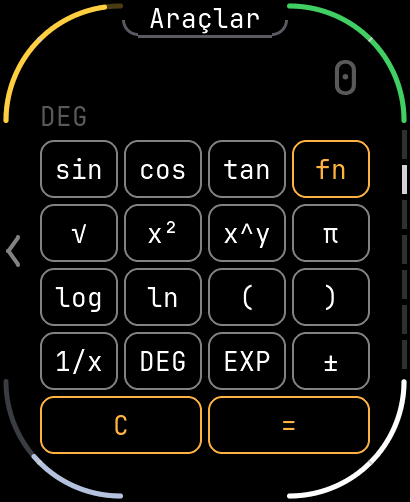 Araçlar
0
DEG
sin cos tan fn
√ x² x^y π
log ln ( )
1/x DEG EXP ±
C =